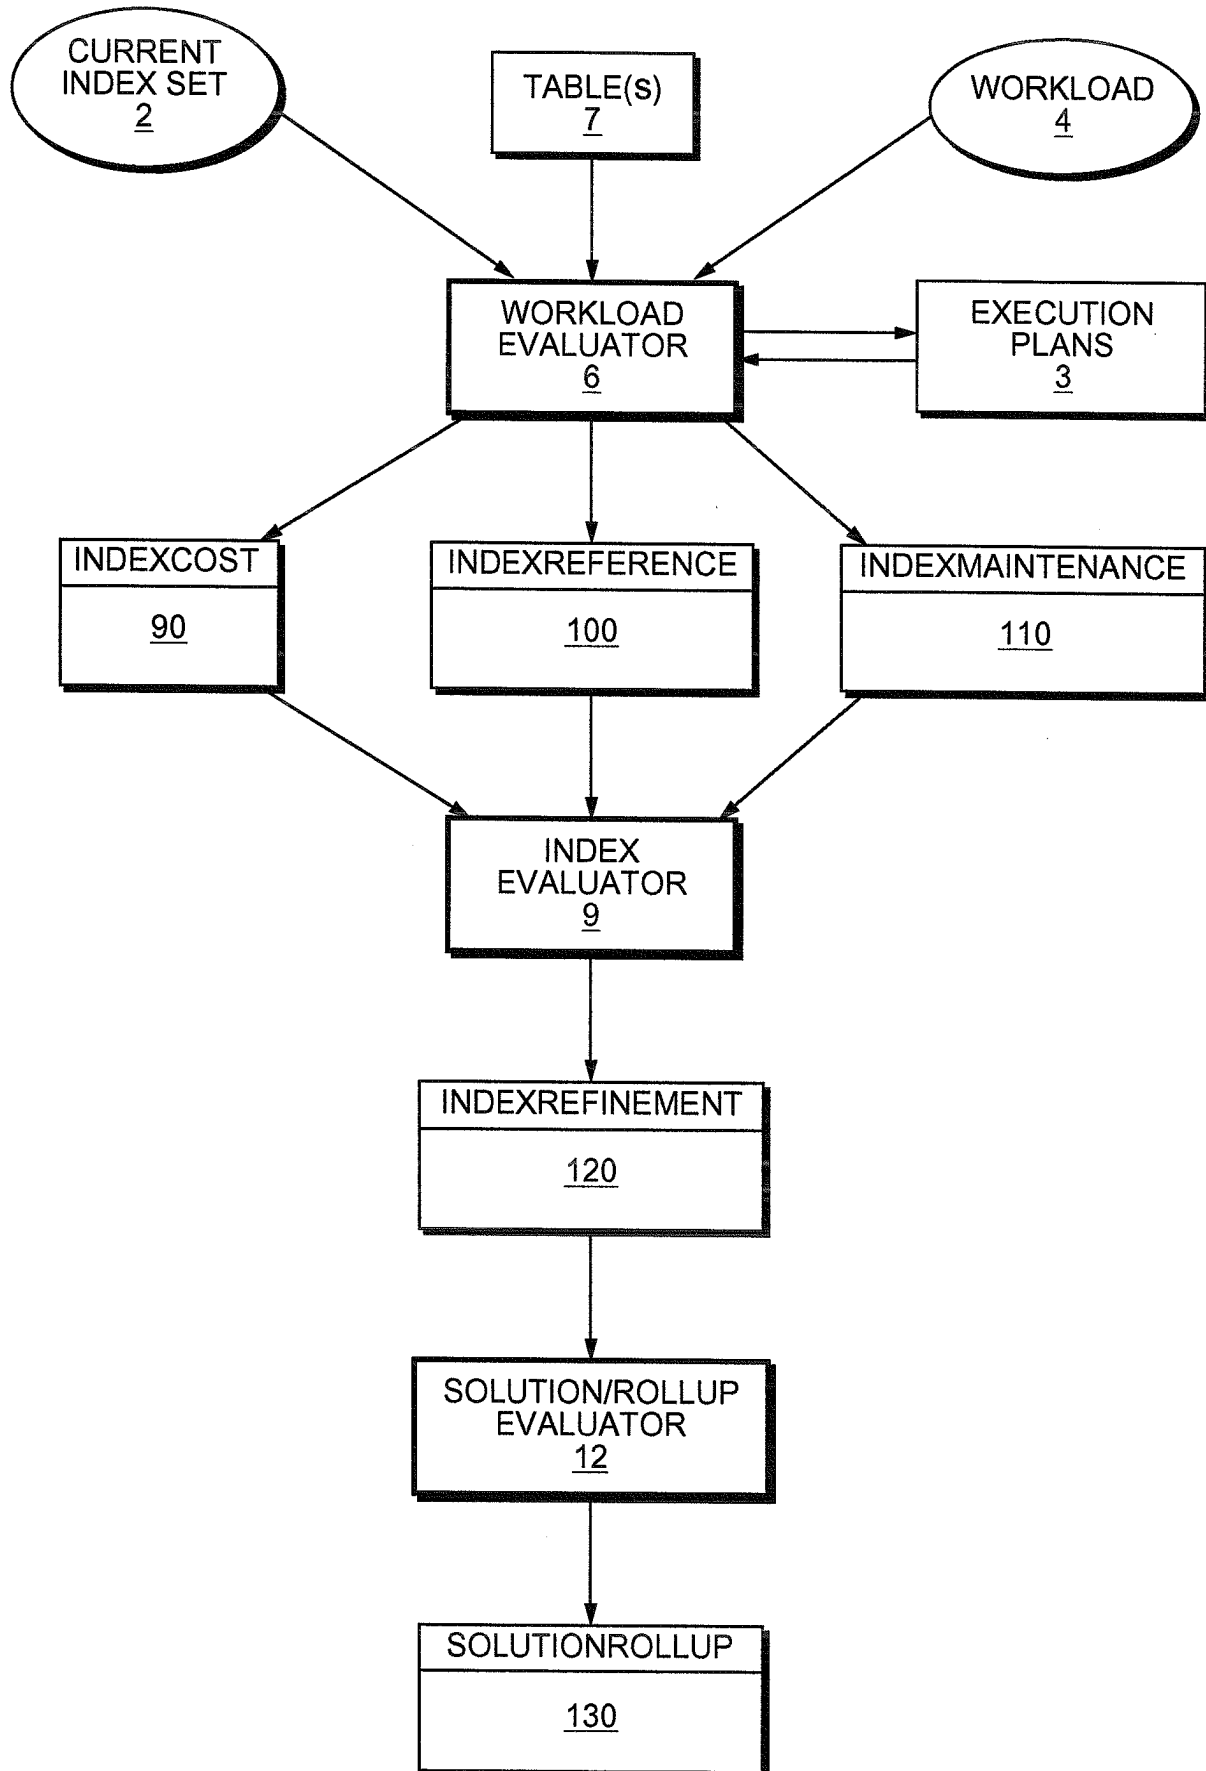 CURRENT
INDEX SET
2
TABLE(s)
7
WORKLOAD
4
WORKLOAD
EVALUATOR
6
EXECUTION
PLANS
3
INDEXCOST
90
INDEXREFERENCE
100
INDEXMAINTENANCE
110
INDEX
EVALUATOR
9
INDEXREFINEMENT
120
SOLUTION/ROLLUP
EVALUATOR
12
SOLUTIONROLLUP
130